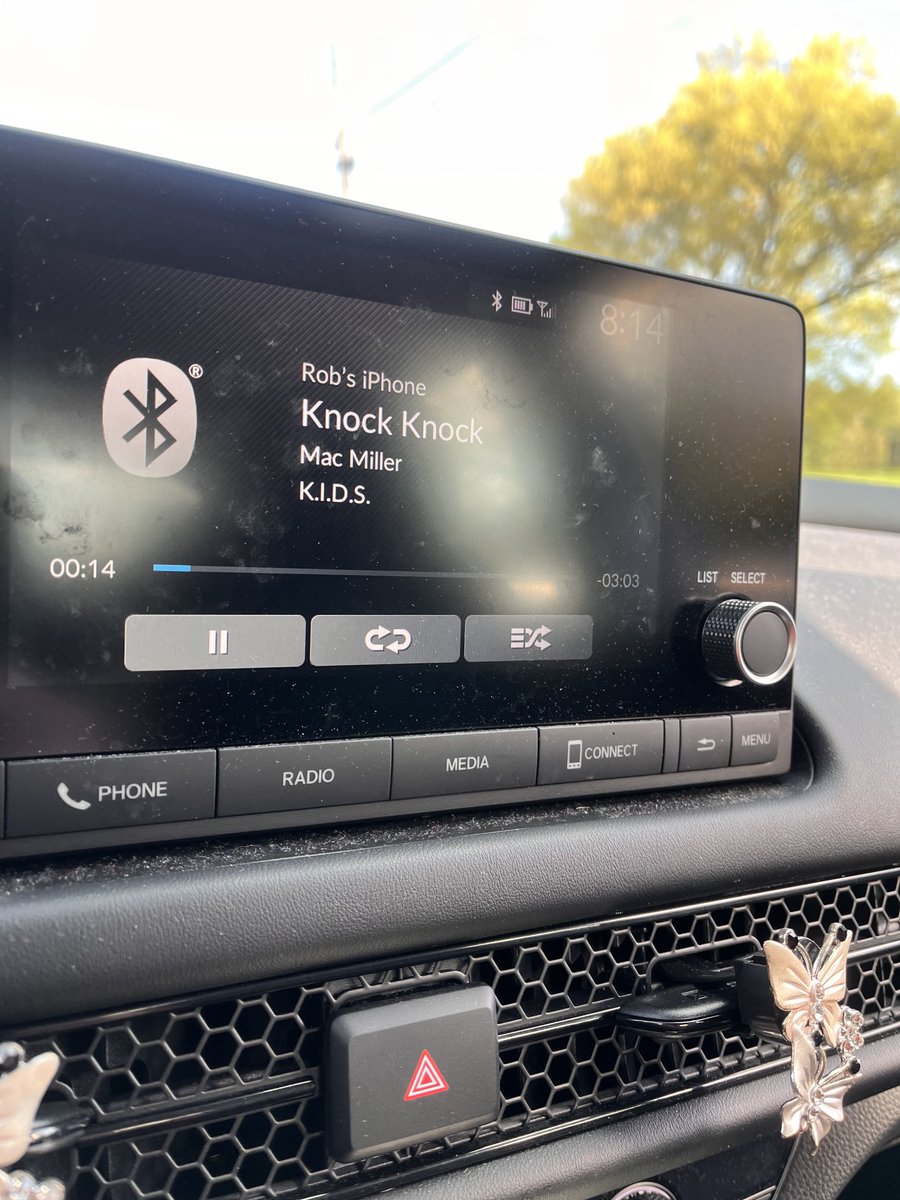 8:14
®
Rob's iPhone
Knock Knock
Mac Miller
K.I.D.S.
00:14
-03:03
LIST SELECT
PHONE
RADIO
MEDIA
CONNECT
MENU